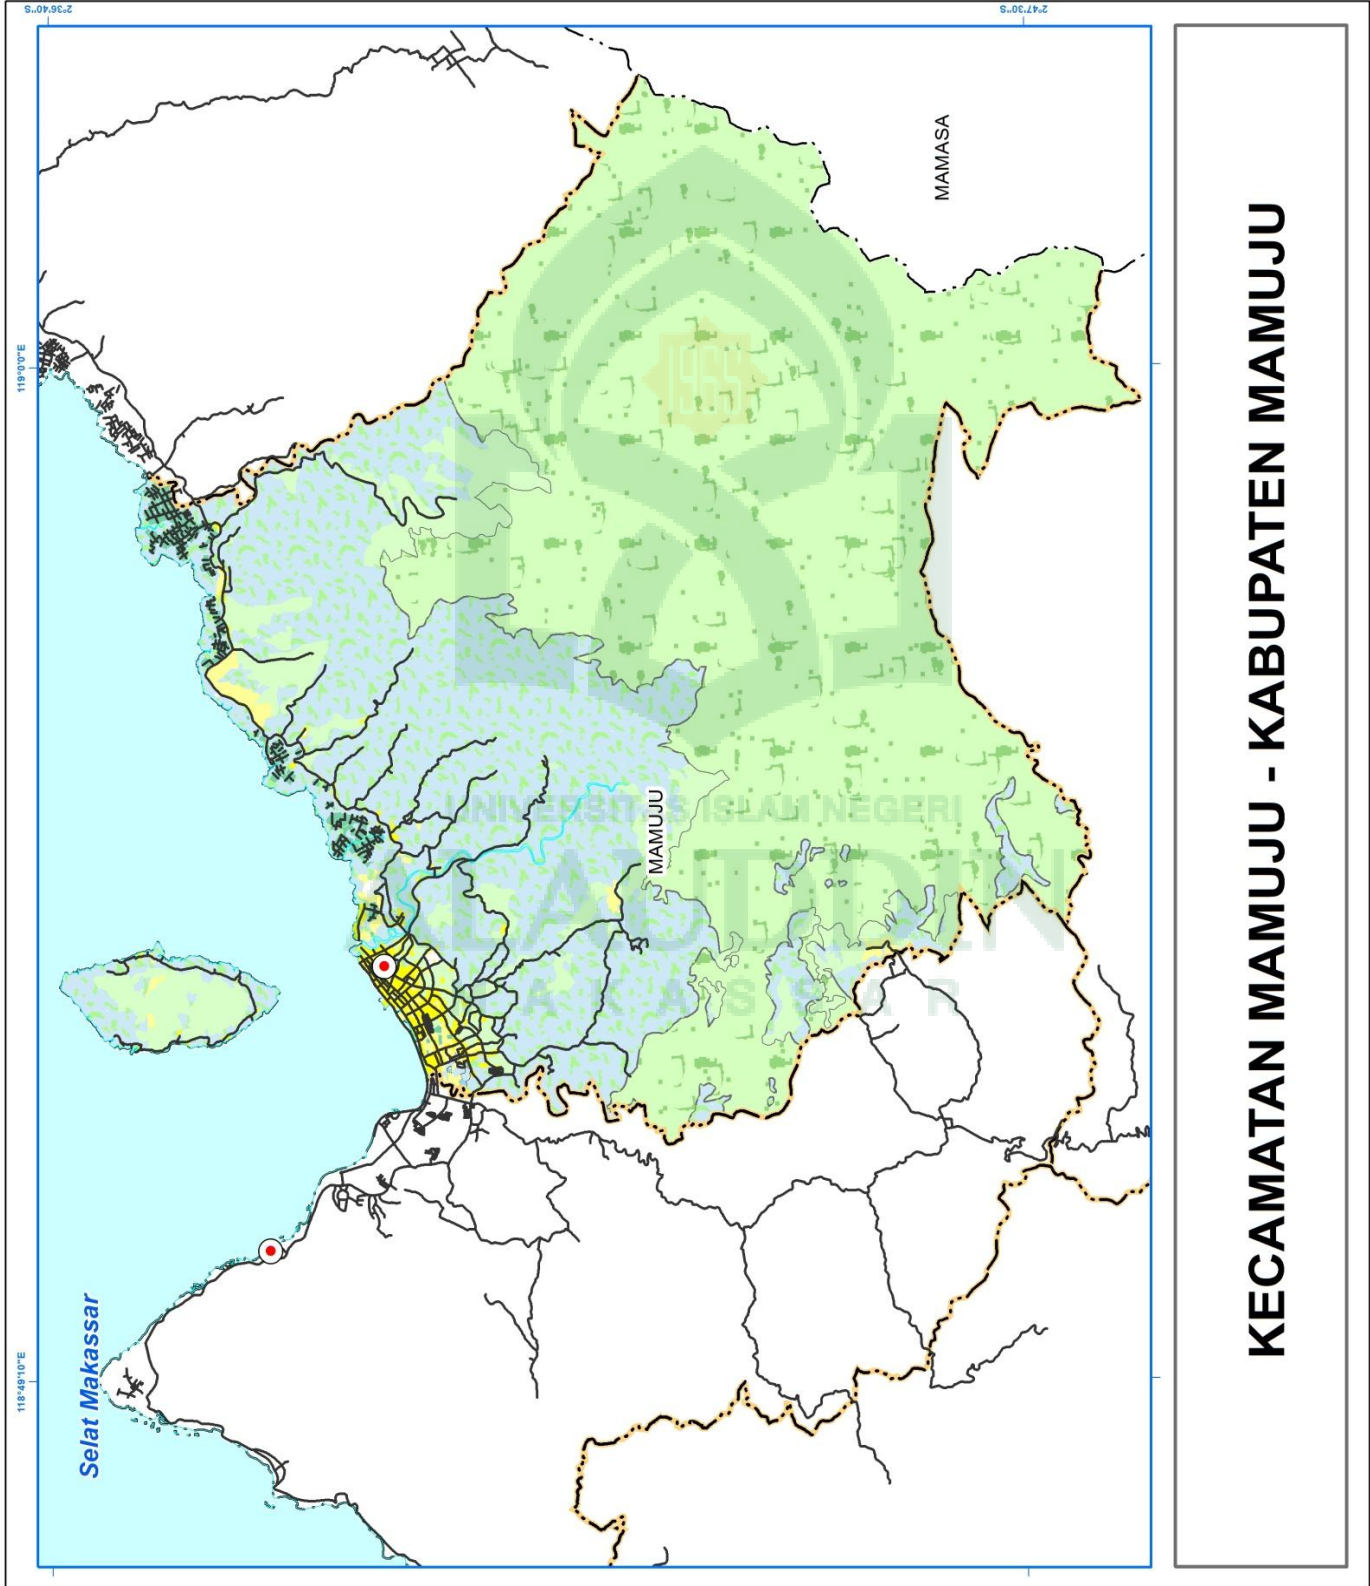 KECAMATAN MAMUJU - KABUPATEN MAMUJU
2°36'40"S
2°47'30"S
118°49'10"E
119°0'0"E
Selat Makassar
MAMUJU
MAMASA
UNIVERSITAS ISLAM NEGERI
ALAUDDIN
MAKASSAR